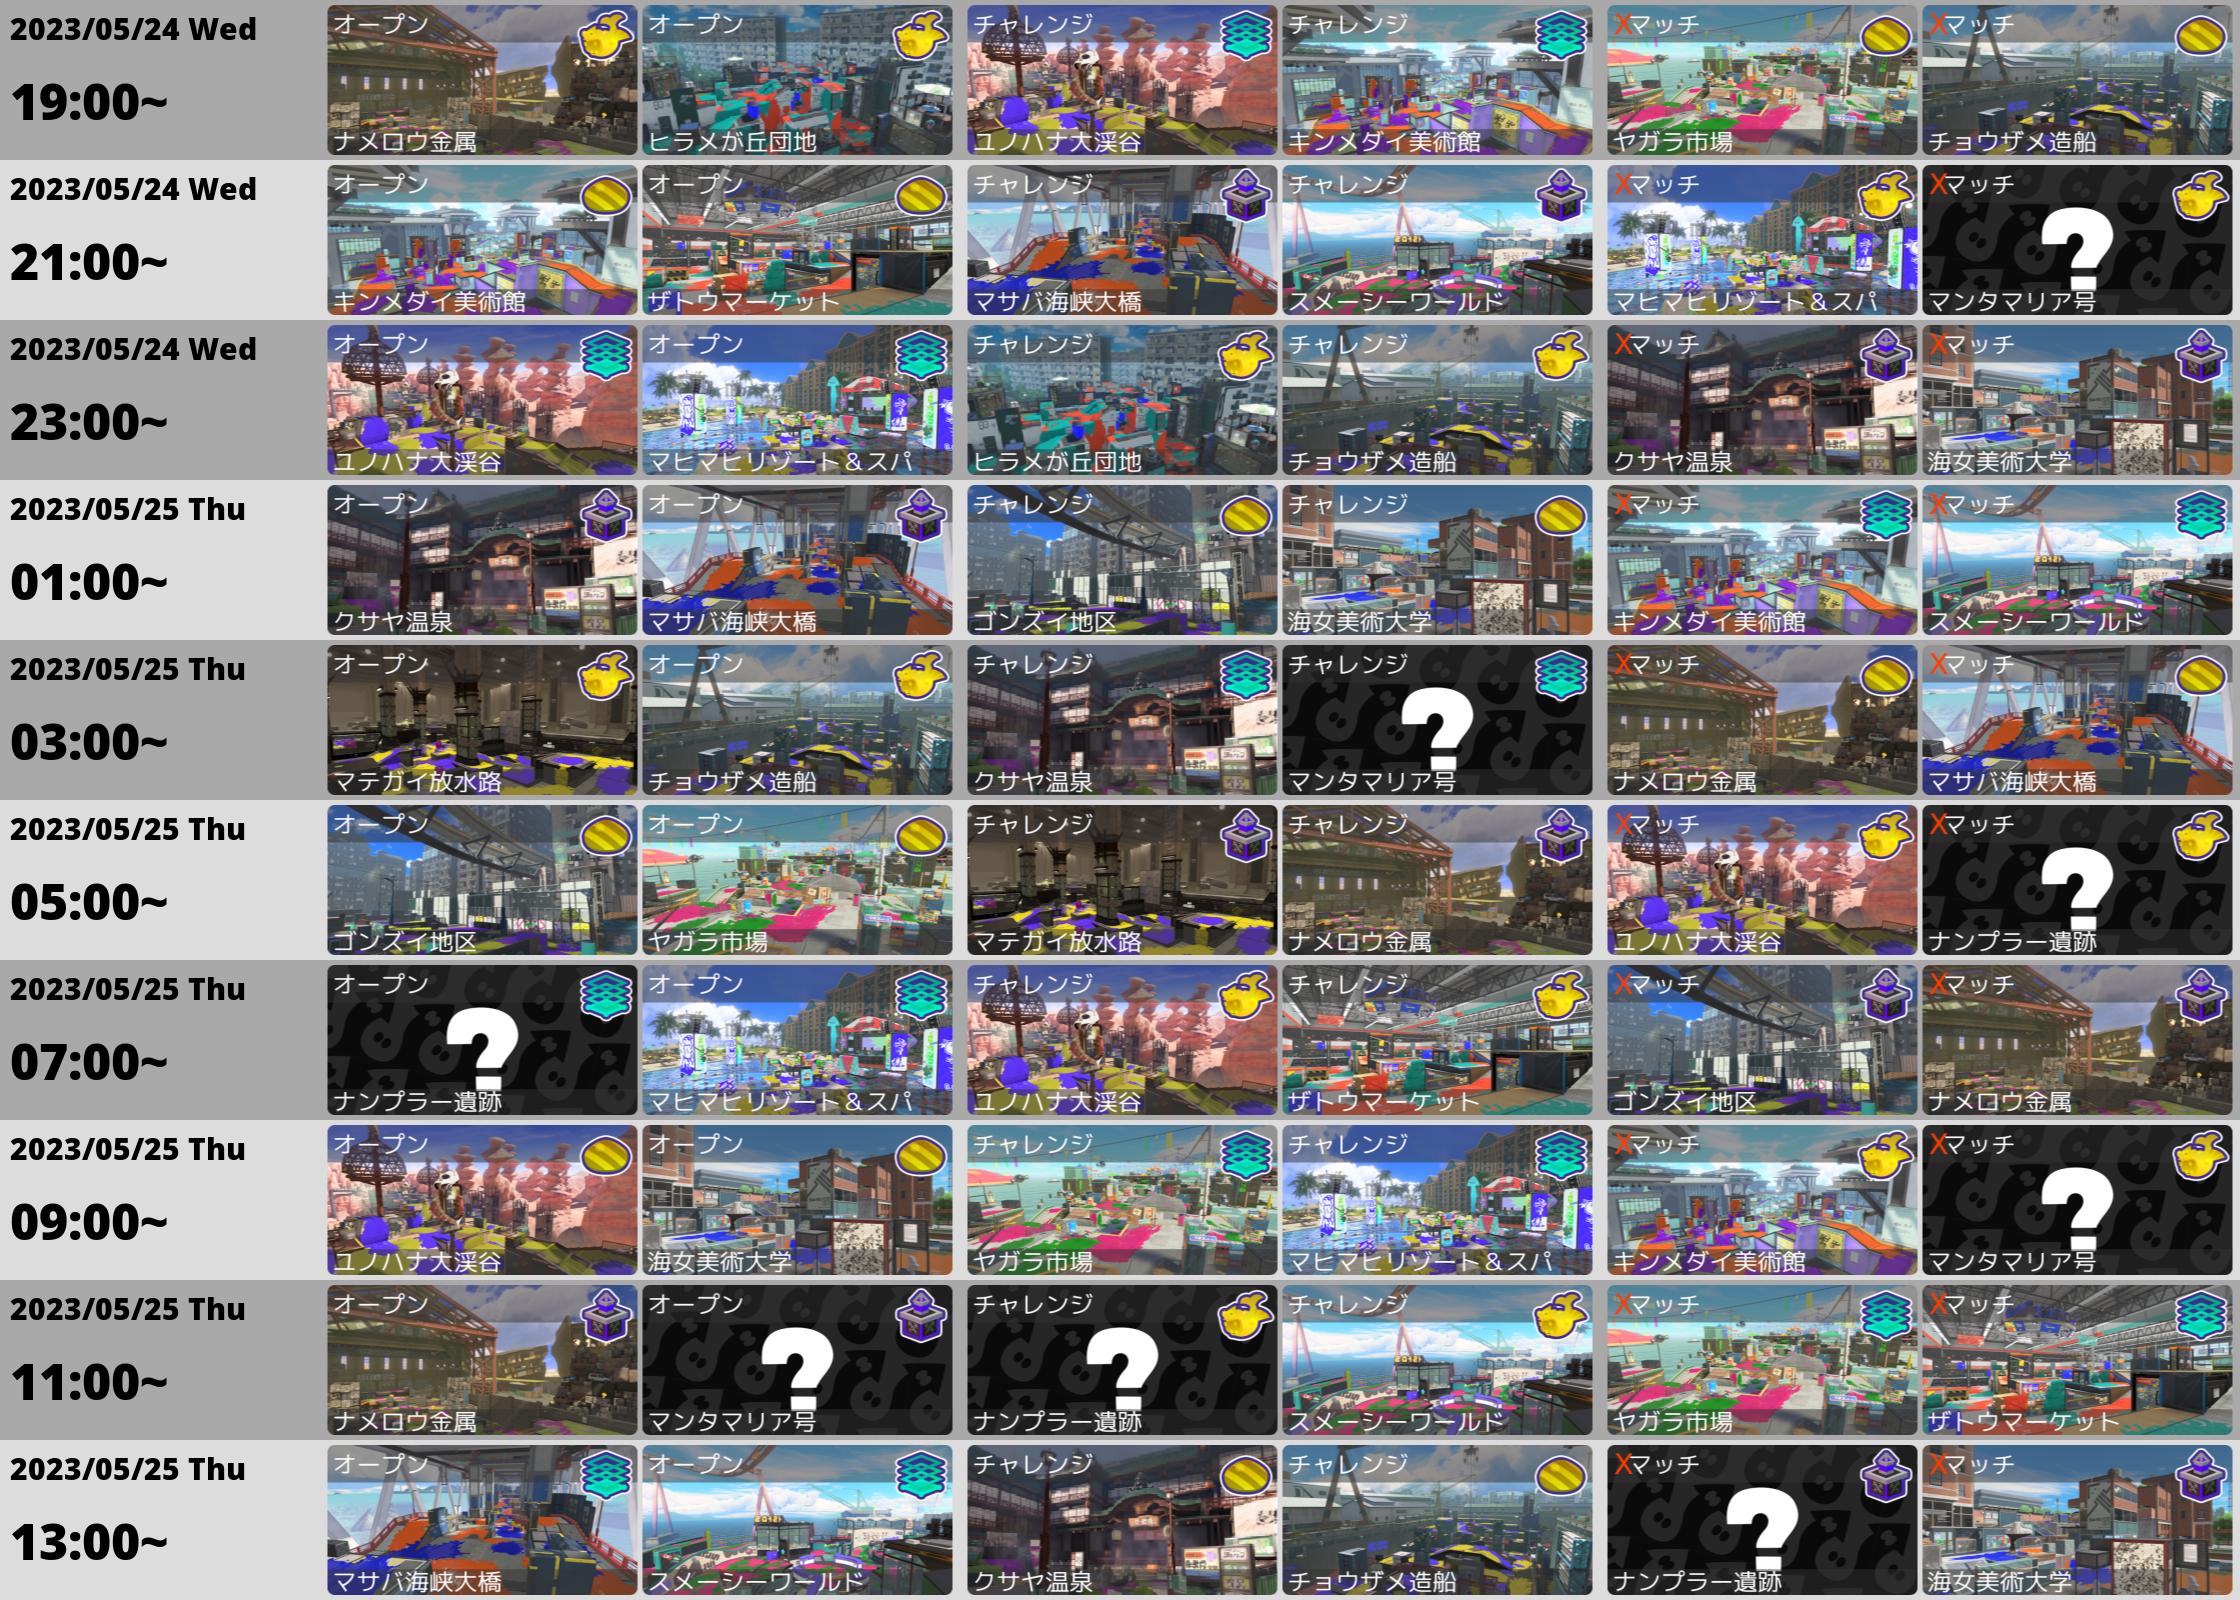 2023/05/24 Wed
19:00~
オープン オープン チャレンジ チャレンジ Xマッチ Xマッチ
ナメロウ金属 ヒラメが丘団地 ユノハナ大渓谷 キンメダイ美術館 ヤガラ市場 チョウザメ造船
2023/05/24 Wed
21:00~
オープン オープン チャレンジ チャレンジ Xマッチ Xマッチ
キンメダイ美術館 ザトウマーケット マサバ海峡大橋 スメーシーワールド マヒマヒリゾート＆スパ マンタマリア号
2023/05/24 Wed
23:00~
オープン オープン チャレンジ チャレンジ Xマッチ Xマッチ
ユノハナ大渓谷 マヒマヒリゾート＆スパ ヒラメが丘団地 チョウザメ造船 クサヤ温泉 海女美術大学
2023/05/25 Thu
01:00~
オープン オープン チャレンジ チャレンジ Xマッチ Xマッチ
クサヤ温泉 マサバ海峡大橋 ゴンズイ地区 海女美術大学 キンメダイ美術館 スメーシーワールド
2023/05/25 Thu
03:00~
オープン オープン チャレンジ チャレンジ Xマッチ Xマッチ
マテガイ放水路 チョウザメ造船 クサヤ温泉 マンタマリア号 ナメロウ金属 マサバ海峡大橋
2023/05/25 Thu
05:00~
オープン オープン チャレンジ チャレンジ Xマッチ Xマッチ
ゴンズイ地区 ヤガラ市場 マテガイ放水路 ナメロウ金属 ユノハナ大渓谷 ナンプラー遺跡
2023/05/25 Thu
07:00~
オープン オープン チャレンジ チャレンジ Xマッチ Xマッチ
ナンプラー遺跡 マヒマヒリゾート＆スパ ユノハナ大渓谷 ザトウマーケット ゴンズイ地区 ナメロウ金属
2023/05/25 Thu
09:00~
オープン オープン チャレンジ チャレンジ Xマッチ Xマッチ
ユノハナ大渓谷 海女美術大学 ヤガラ市場 マヒマヒリゾート＆スパ キンメダイ美術館 マンタマリア号
2023/05/25 Thu
11:00~
オープン オープン チャレンジ チャレンジ Xマッチ Xマッチ
ナメロウ金属 マンタマリア号 ナンプラー遺跡 スメーシーワールド ヤガラ市場 ザトウマーケット
2023/05/25 Thu
13:00~
オープン オープン チャレンジ チャレンジ Xマッチ Xマッチ
マサバ海峡大橋 スメーシーワールド クサヤ温泉 チョウザメ造船 ナンプラー遺跡 海女美術大学